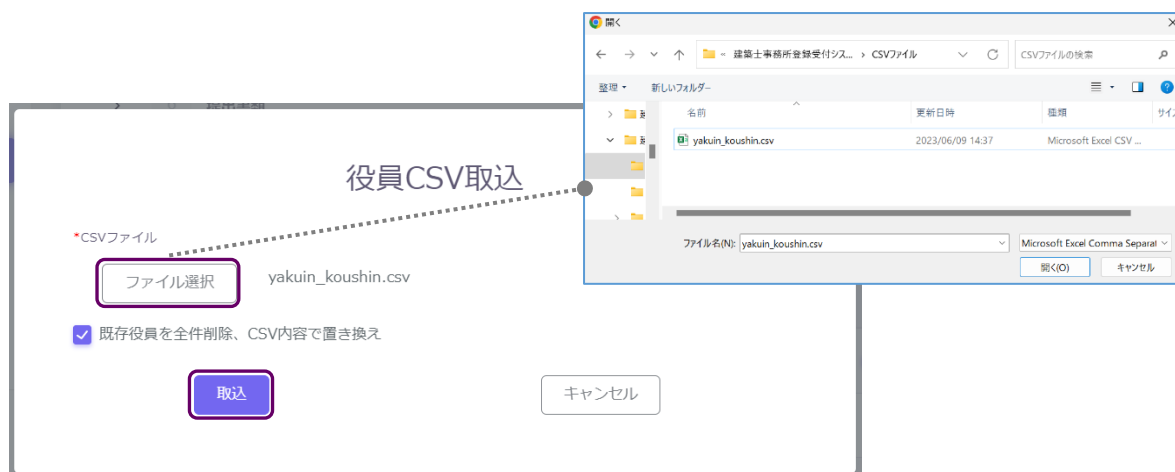 開く
建築士事務所登録受付シス... › CSVファイル
CSVファイルの検索
整理
新しいフォルダー
名前 更新日時 種類
yakuin_koushin.csv 2023/06/09 14:37 Microsoft Excel CSV ...
ファイル名(N): yakuin_koushin.csv
Microsoft Excel Comma Separat
開く(O) キャンセル
役員CSV取込
*CSVファイル
ファイル選択 yakuin_koushin.csv
既存役員を全件削除、CSV内容で置き換え
取込 キャンセル